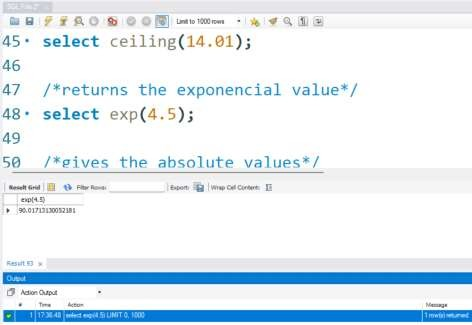 SQL File 2*
Limit to 1000 rows
45 select ceiling(14.01);
46
47 /*returns the exponencial value*/
48 select exp(4.5);
49
50 /*gives the absolute values*/
Result Grid Filter Rows: Export: Wrap Cell Content:
exp(4.5)
90.01713130052181
Result 93
Output
Action Output
# Time Action Message
1 17:36:48 select exp(4.5) LIMIT 0, 1000 1 row(s) returned